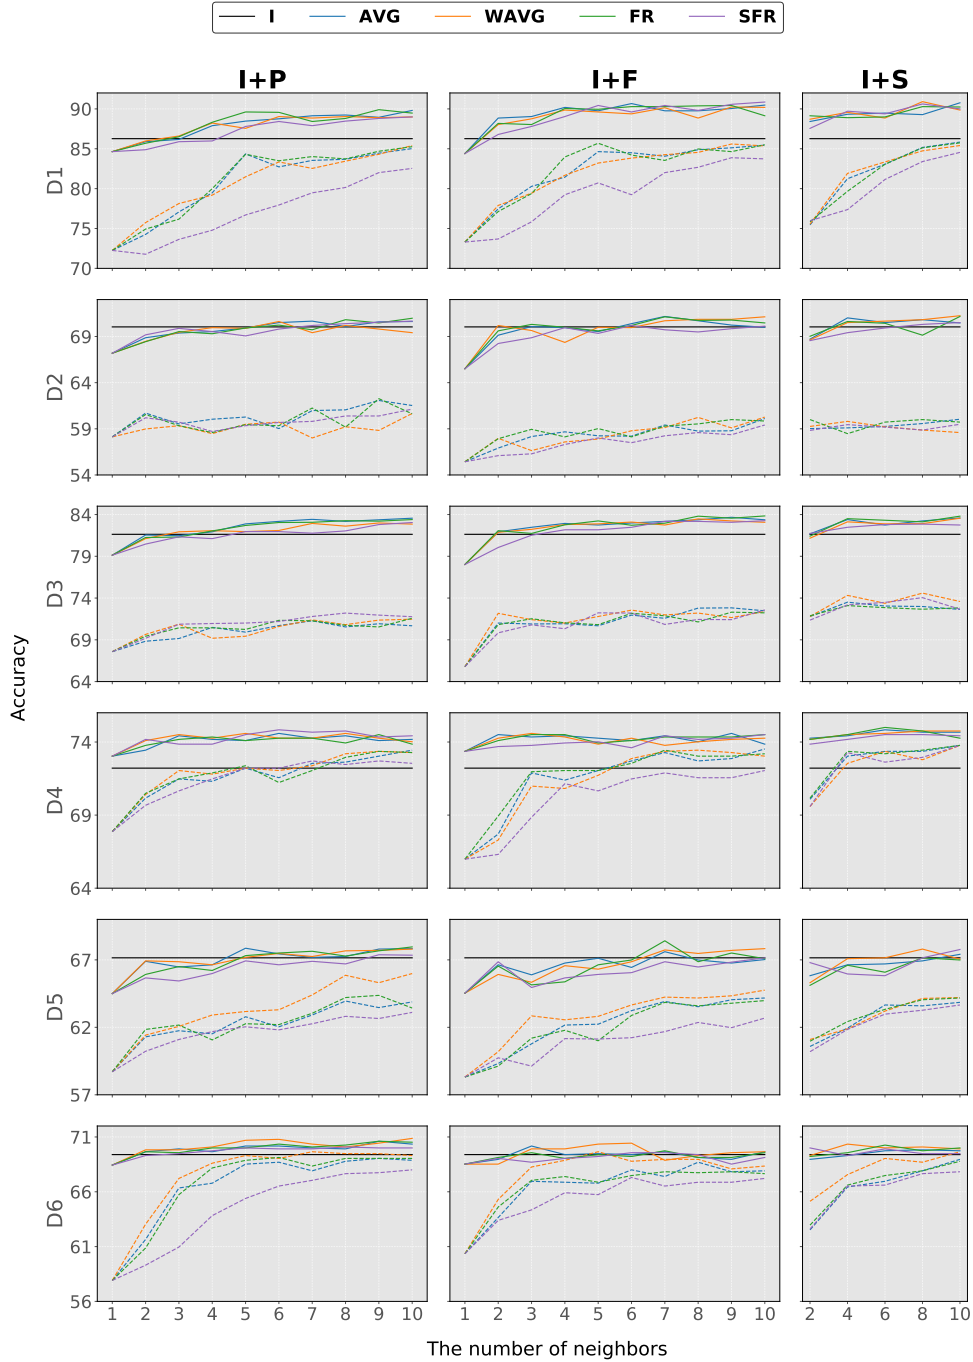 I AVG WAVG FR SFR
I+P I+F I+S
D1
90
85
80
75
70
D2
69
64
59
54
D3
84
79
74
69
64
D4
74
69
64
D5
67
62
57
D6
71
66
61
56
Accuracy
1 2 3 4 5 6 7 8 9 10 1 2 3 4 5 6 7 8 9 10 2 4 6 8 10
The number of neighbors